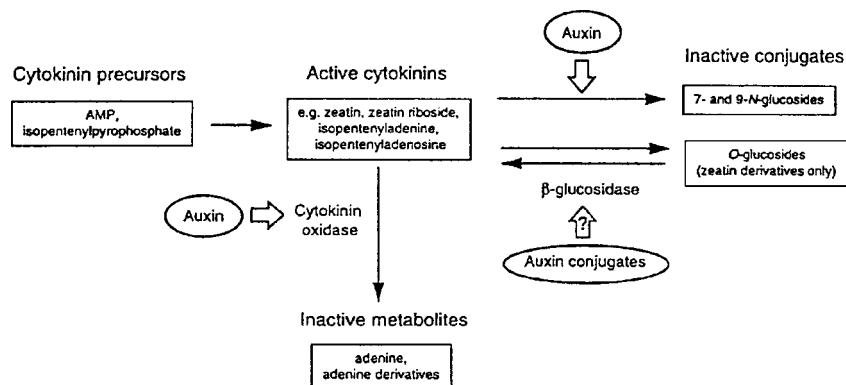 Auxin
Cytokinin precursors
Active cytokinins
Inactive conjugates
AMP,
isopentenylpyrophosphate
e.g. zeatin, zeatin riboside,
isopentenyladenine,
isopentenyladenosine
7- and 9-N-glucosides
O-glucosides
(zeatin derivatives only)
β-glucosidase
Auxin
Cytokinin
oxidase
?
Auxin conjugates
Inactive metabolites
adenine,
adenine derivatives